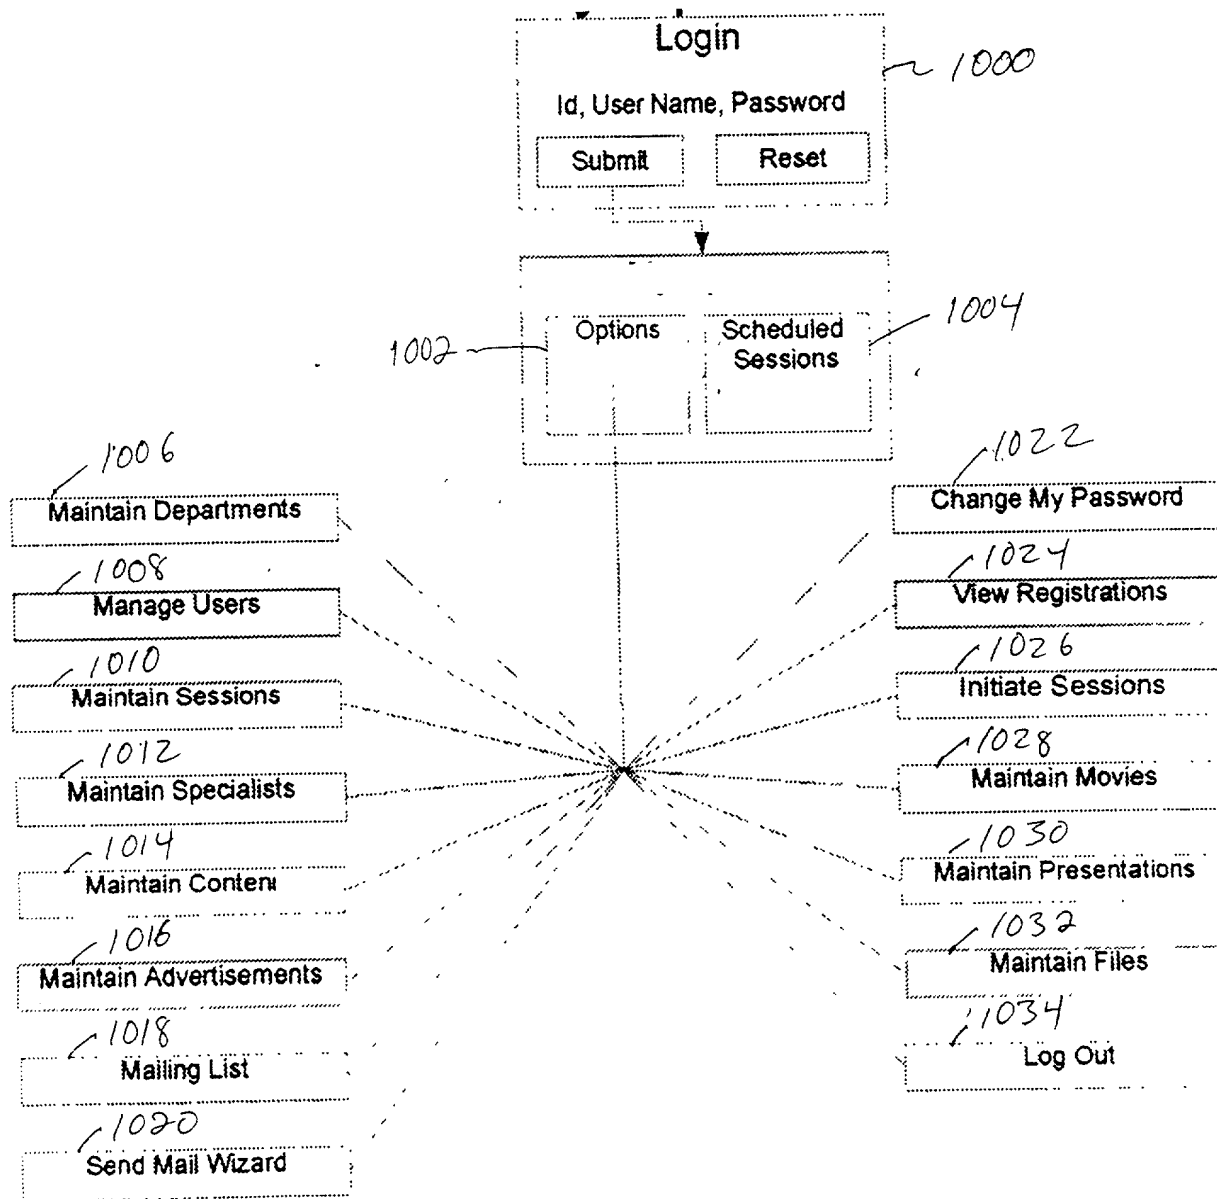 Login
1000
Id, User Name, Password
Submit
Reset
1004
Options
Scheduled
Sessions
1002
1006
Maintain Departments
1008
Manage Users
1010
Maintain Sessions
1012
Maintain Specialists
1014
Maintain Content
1016
Maintain Advertisements
1018
Mailing List
1020
Send Mail Wizard
1022
Change My Password
1024
View Registrations
1026
Initiate Sessions
1028
Maintain Movies
1030
Maintain Presentations
1032
Maintain Files
1034
Log Out